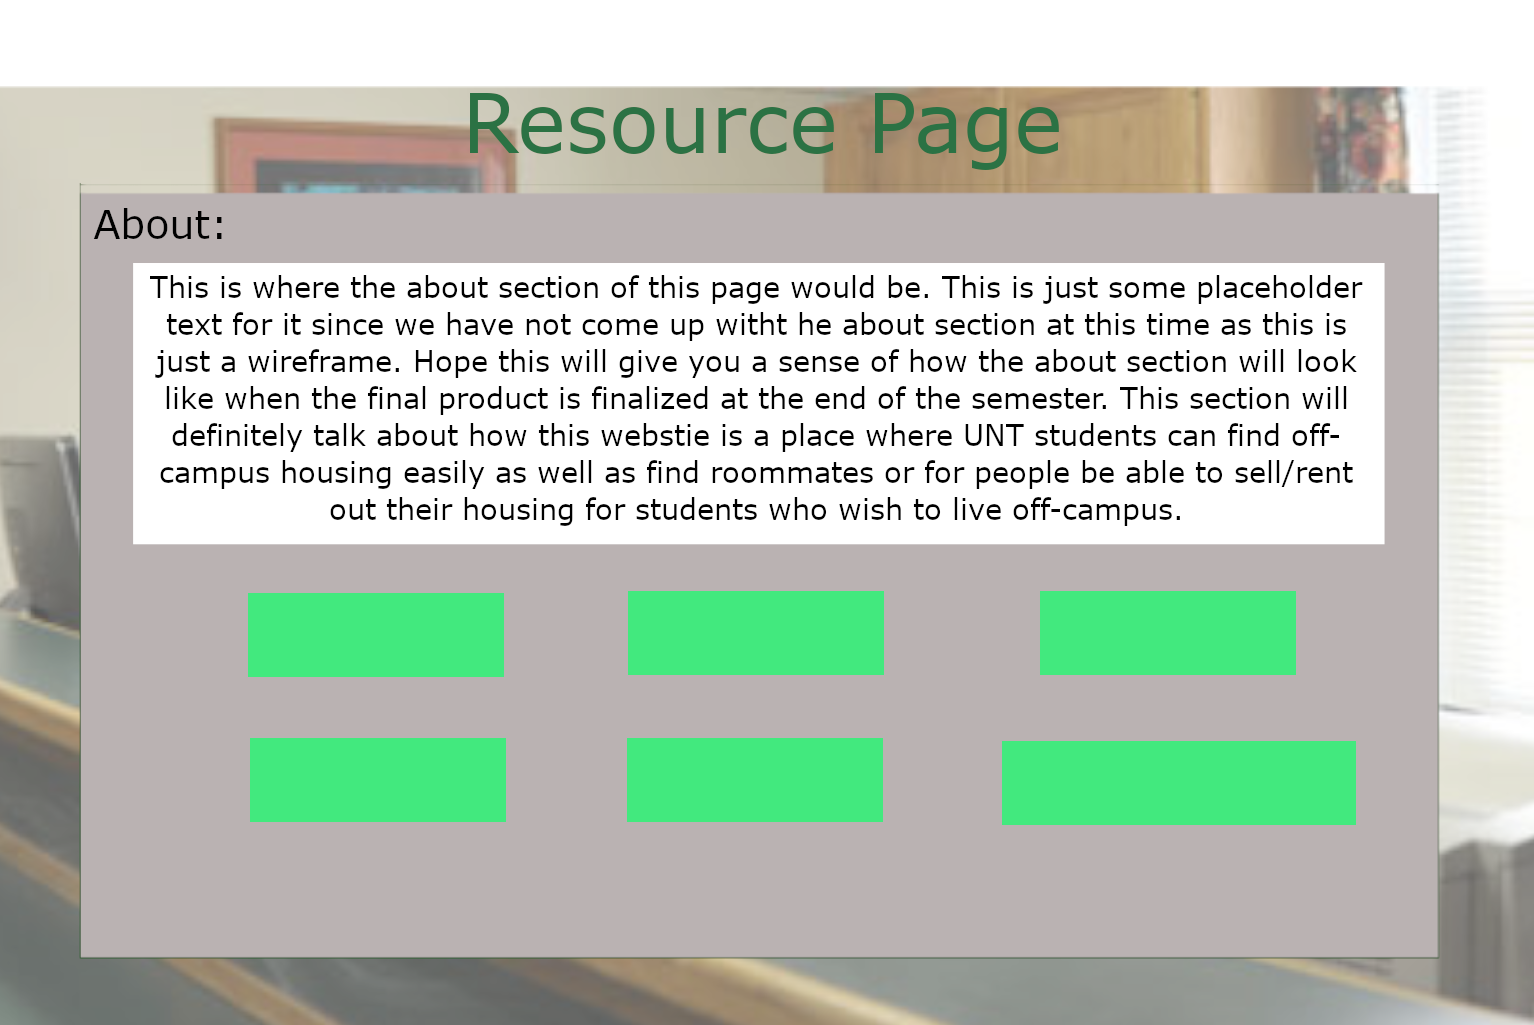 Resource Page
About:
This is where the about section of this page would be. This is just some placeholder
text for it since we have not come up witht he about section at this time as this is
just a wireframe. Hope this will give you a sense of how the about section will look
like when the final product is finalized at the end of the semester. This section will
definitely talk about how this webstie is a place where UNT students can find off-
campus housing easily as well as find roommates or for people be able to sell/rent
out their housing for students who wish to live off-campus.